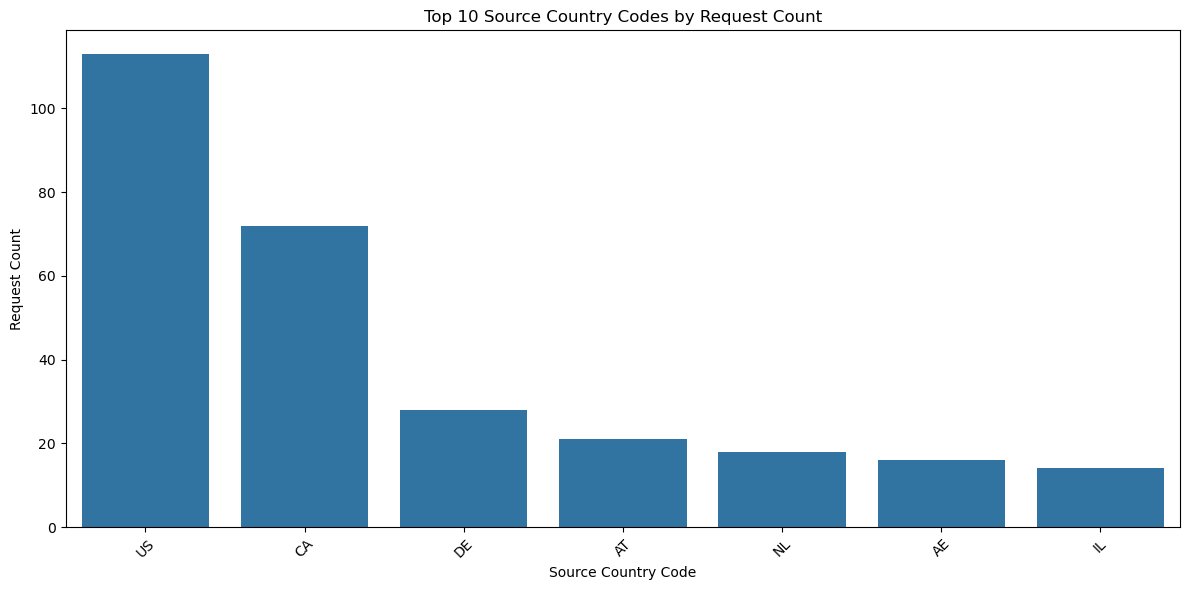 Top 10 Source Country Codes by Request Count
Request Count
100
80
60
40
20
0
US
CA
DE
AT
NL
AE
IL
Source Country Code